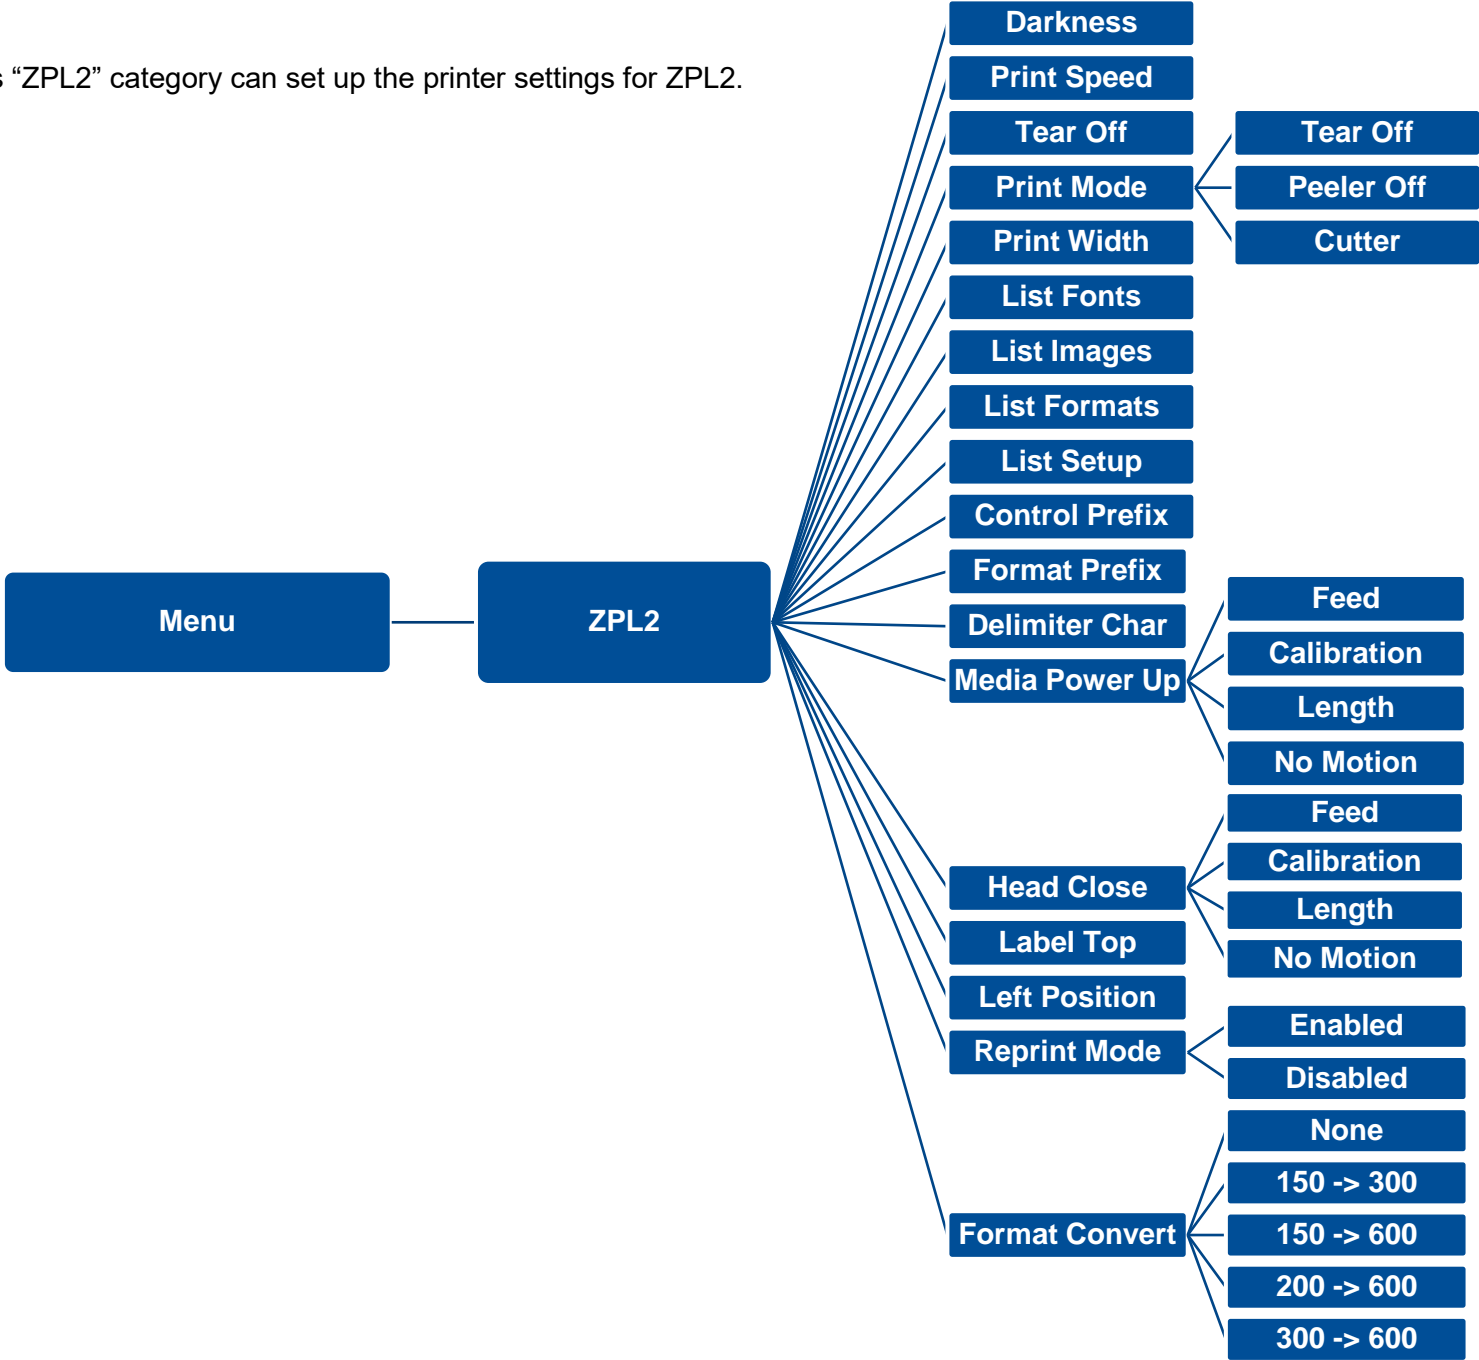 s “ZPL2” category can set up the printer settings for ZPL2.
Menu
ZPL2
Darkness
Print Speed
Tear Off
Print Mode
Tear Off
Peeler Off
Cutter
Print Width
List Fonts
List Images
List Formats
List Setup
Control Prefix
Format Prefix
Delimiter Char
Media Power Up
Feed
Calibration
Length
No Motion
Head Close
Feed
Calibration
Length
No Motion
Label Top
Left Position
Reprint Mode
Enabled
Disabled
Format Convert
None
150 -> 300
150 -> 600
200 -> 600
300 -> 600